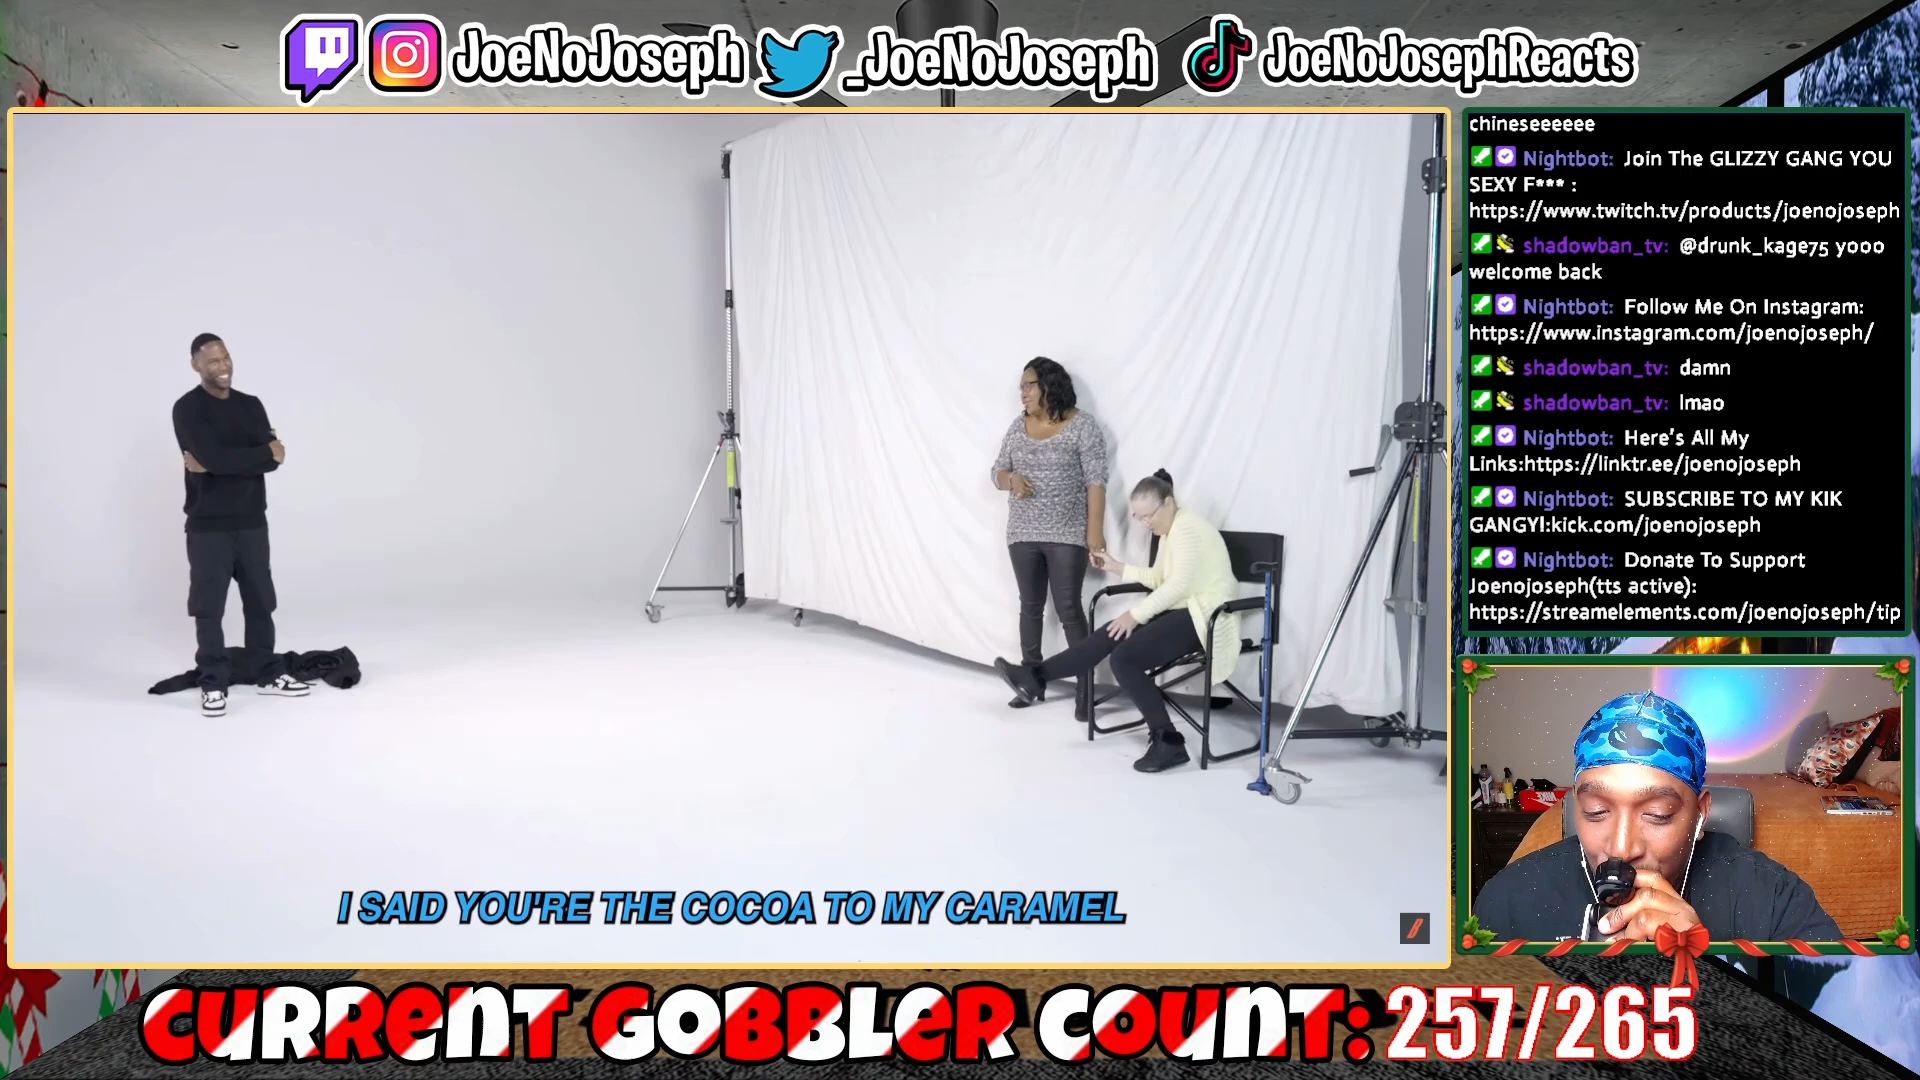 JoeNoJoseph _JoeNoJoseph JoeNoJosephReacts
chineseeeeee
Nightbot: Join The GLIZZY GANG YOU
SEXY F*** :
https://www.twitch.tv/products/joenojoseph
shadowban_tv: @drunk_kage75 yooo
welcome back
Nightbot: Follow Me On Instagram:
https://www.instagram.com/joenojoseph/
shadowban_tv: damn
shadowban_tv: lmao
Nightbot: Here's All My
Links:https://linktr.ee/joenojoseph
Nightbot: SUBSCRIBE TO MY KIK
GANGY!:kick.com/joenojoseph
Nightbot: Donate To Support
Joenojoseph(tts active):
https://streamelements.com/joenojoseph/tip
I SAID YOU'RE THE COCOA TO MY CARAMEL
CURRENT GOBBLER COUNT: 257/265